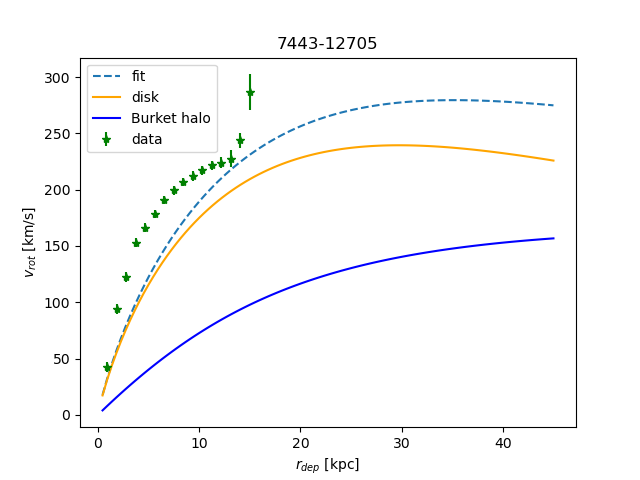 7443-12705
fit
disk
Burket halo
data
300
250
200
150
100
50
0
v_rot [km/s]
0 10 20 30 40
r_dep [kpc]